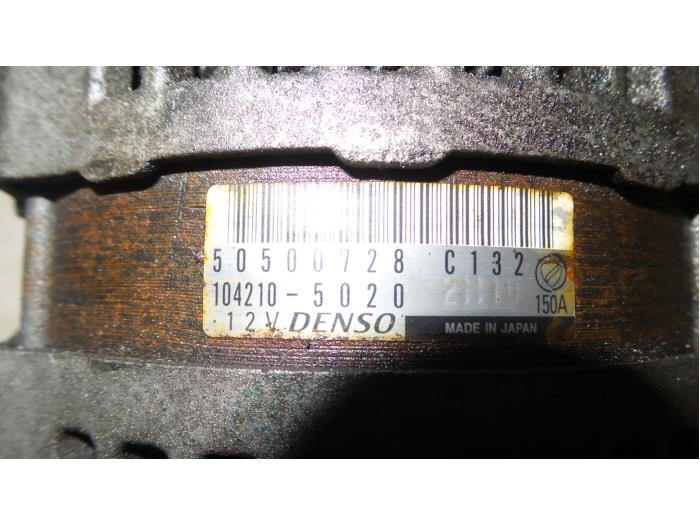 50500728 C132
104210-5020 150A
12V DENSO MADE IN JAPAN